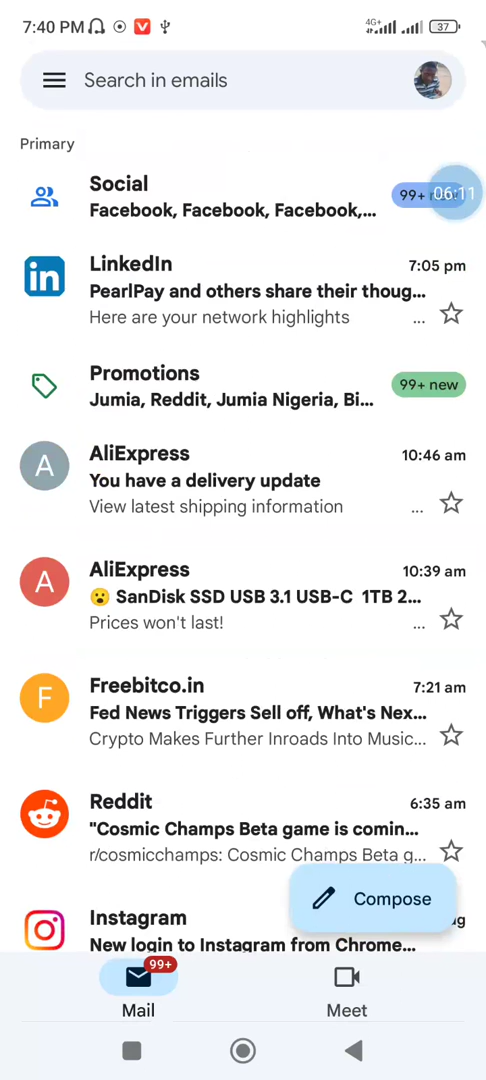 7:40 PM
4G+
37
Search in emails
Primary
Social
99+
06:11
Facebook, Facebook, Facebook,...
in
LinkedIn
7:05 pm
PearlPay and others share their thoug...
Here are your network highlights
...
Promotions
99+ new
Jumia, Reddit, Jumia Nigeria, Bi...
A
AliExpress
10:46 am
You have a delivery update
View latest shipping information
...
A
AliExpress
10:39 am
😮 SanDisk SSD USB 3.1 USB-C 1TB 2...
Prices won't last!
...
F
Freebitco.in
7:21 am
Fed News Triggers Sell off, What's Nex...
Crypto Makes Further Inroads Into Music...
Reddit
6:35 am
"Cosmic Champs Beta game is comin...
r/cosmicchamps: Cosmic Champs Beta g...
Compose
Instagram
New login to Instagram from Chrome...
99+
Mail
Meet